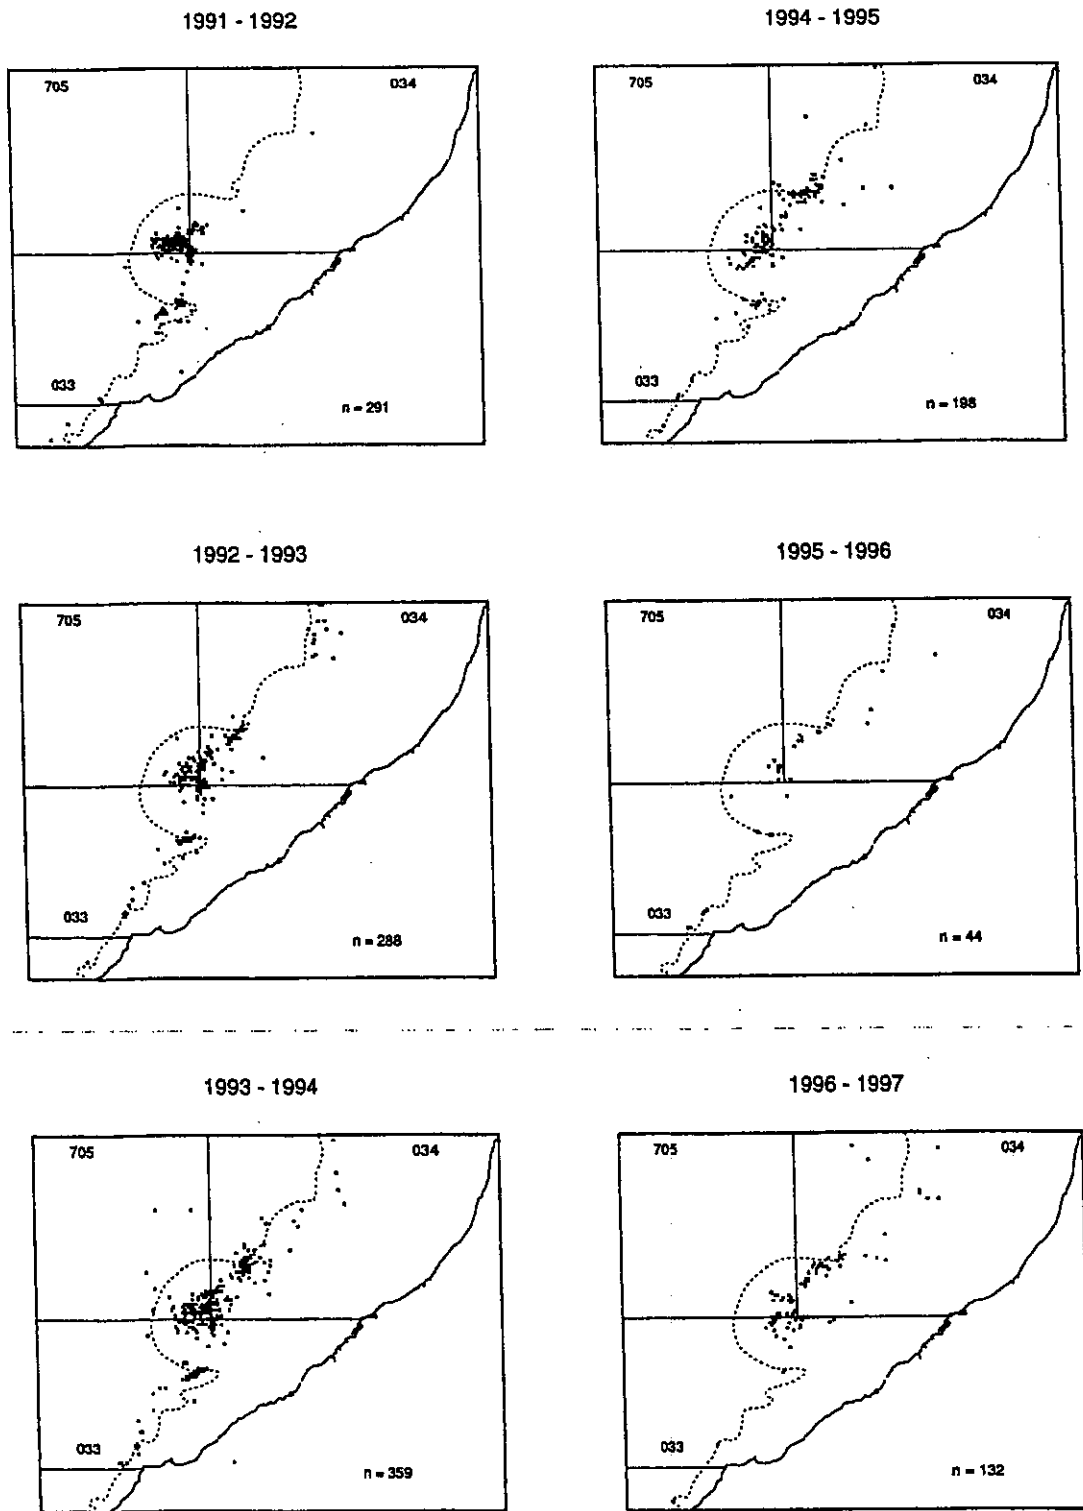 1991 - 1992
705
034
033
n = 291
1994 - 1995
705
034
033
n = 198
1992 - 1993
705
034
033
n = 288
1995 - 1996
705
034
033
n = 44
1993 - 1994
705
034
033
n = 359
1996 - 1997
705
034
033
n = 132